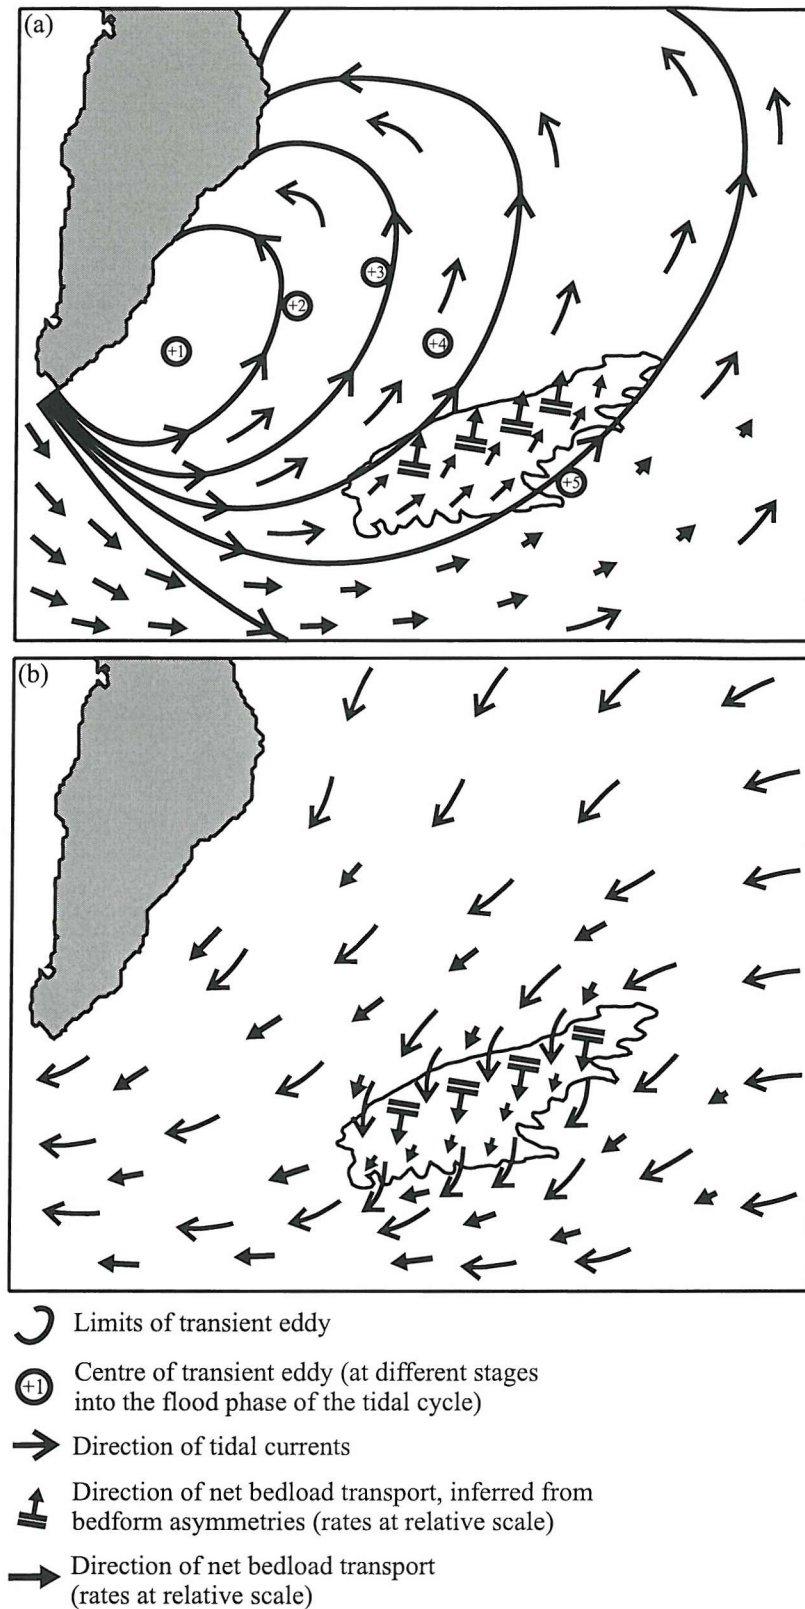 (a)
+3
+2
+4
+1
+5
(b)
Limits of transient eddy
+1
Centre of transient eddy (at different stages
into the flood phase of the tidal cycle)
Direction of tidal currents
Direction of net bedload transport, inferred from
bedform asymmetries (rates at relative scale)
Direction of net bedload transport
(rates at relative scale)